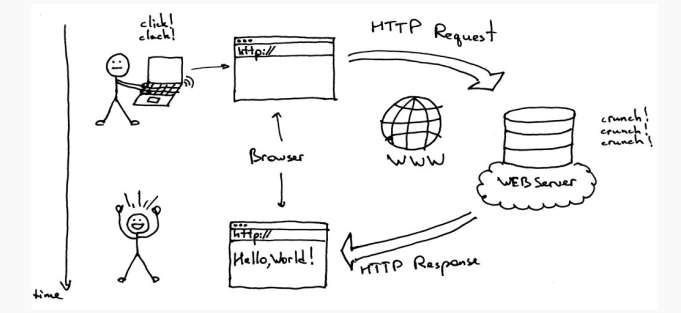 click!
clack!
http://
HTTP Request
WWW
crunch!
crunch!
crunch!
WEB Server
Browser
http://
Hello, World!
HTTP Response
time